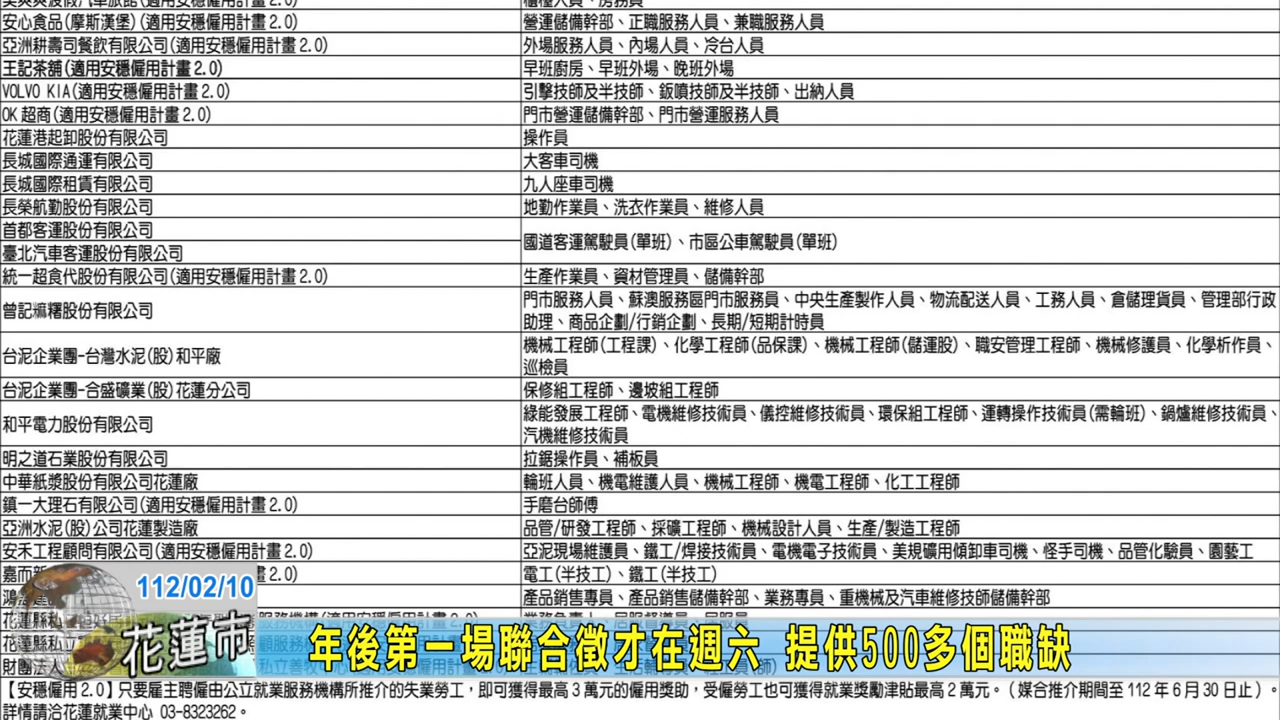 安心食品(摩斯漢堡)(適用安穩僱用計畫2.0) 營運儲備幹部、正職服務人員、兼職服務人員
亞洲耕壽司餐飲有限公司(適用安穩僱用計畫2.0) 外場服務人員、內場人員、冷台人員
王記茶舖(適用安穩僱用計畫2.0) 早班廚房、早班外場、晚班外場
VOLVO KIA(適用安穩僱用計畫2.0) 引擊技師及半技師、鈑噴技師及半技師、出納人員
OK超商(適用安穩僱用計畫2.0) 門市營運儲備幹部、門市營運服務人員
花蓮港起卸股份有限公司 操作員
長城國際通運有限公司 大客車司機
長城國際租賃有限公司 九人座車司機
長榮航勤股份有限公司 地勤作業員、洗衣作業員、維修人員
首都客運股份有限公司
國道客運駕駛員(單班)、市區公車駕駛員(單班)
臺北汽車客運股份有限公司
統一超食代股份有限公司(適用安穩僱用計畫2.0) 生產作業員、資材管理員、儲備幹部
曾記麻糬股份有限公司 門市服務人員、蘇澳服務區門市服務員、中央生產製作人員、物流配送人員、工務人員、倉儲理貨員、管理部行政
助理、商品企劃/行銷企劃、長期/短期計時員
台泥企業團-台灣水泥(股)和平廠 機械工程師(工程課)、化學工程師(品保課)、機械工程師(儲運股)、職安管理工程師、機械修護員、化學析作員、
巡檢員
台泥企業團-合盛礦業(股)花蓮分公司 保修組工程師、邊坡組工程師
和平電力股份有限公司 綠能發展工程師、電機維修技術員、儀控維修技術員、環保組工程師、運轉操作技術員(需輪班)、鍋爐維修技術員、
汽機維修技術員
明之道石業股份有限公司 拉鋸操作員、補板員
中華紙漿股份有限公司花蓮廠 輪班人員、機電維護人員、機械工程師、機電工程師、化工工程師
鎮一大理石有限公司(適用安穩僱用計畫2.0) 手磨台師傅
亞洲水泥(股)公司花蓮製造廠 品管/研發工程師、採礦工程師、機械設計人員、生產/製造工程師
安禾工程顧問有限公司(適用安穩僱用計畫2.0) 亞泥現場維護員、鐵工/焊接技術員、電機電子技術員、美規礦用傾卸車司機、怪手司機、品管化驗員、園藝工
嘉而 畫2.0) 電工(半技工)、鐵工(半技工)
產品銷售專員、產品銷售儲備幹部、業務專員、重機械及汽車維修技師儲備幹部
112/02/10
花蓮市
年後第一場聯合徵才在週六 提供500多個職缺
花蓮縣私
花蓮縣私立
財團法人
【安穩僱用2.0】只要雇主聘僱由公立就業服務機構所推介的失業勞工，即可獲得最高3萬元的僱用獎助，受僱勞工也可獲得就業獎勵津貼最高2萬元。（媒合推介期間至112年6月30日止）。
詳情請洽花蓮就業中心 03-8323262。